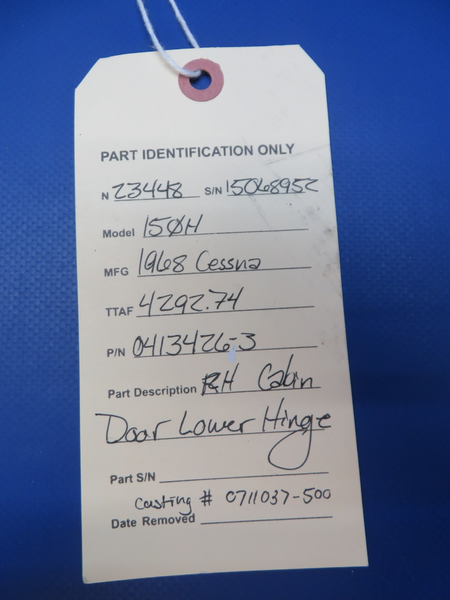 PART IDENTIFICATION ONLY
N 23448 S/N 15068952
Model 150H
MFG 1968 Cessna
TTAF 4292.74
P/N 0413426-3
Part Description RH Cabin
Door Lower Hinge
Part S/N
Casting # 0711037-500
Date Removed